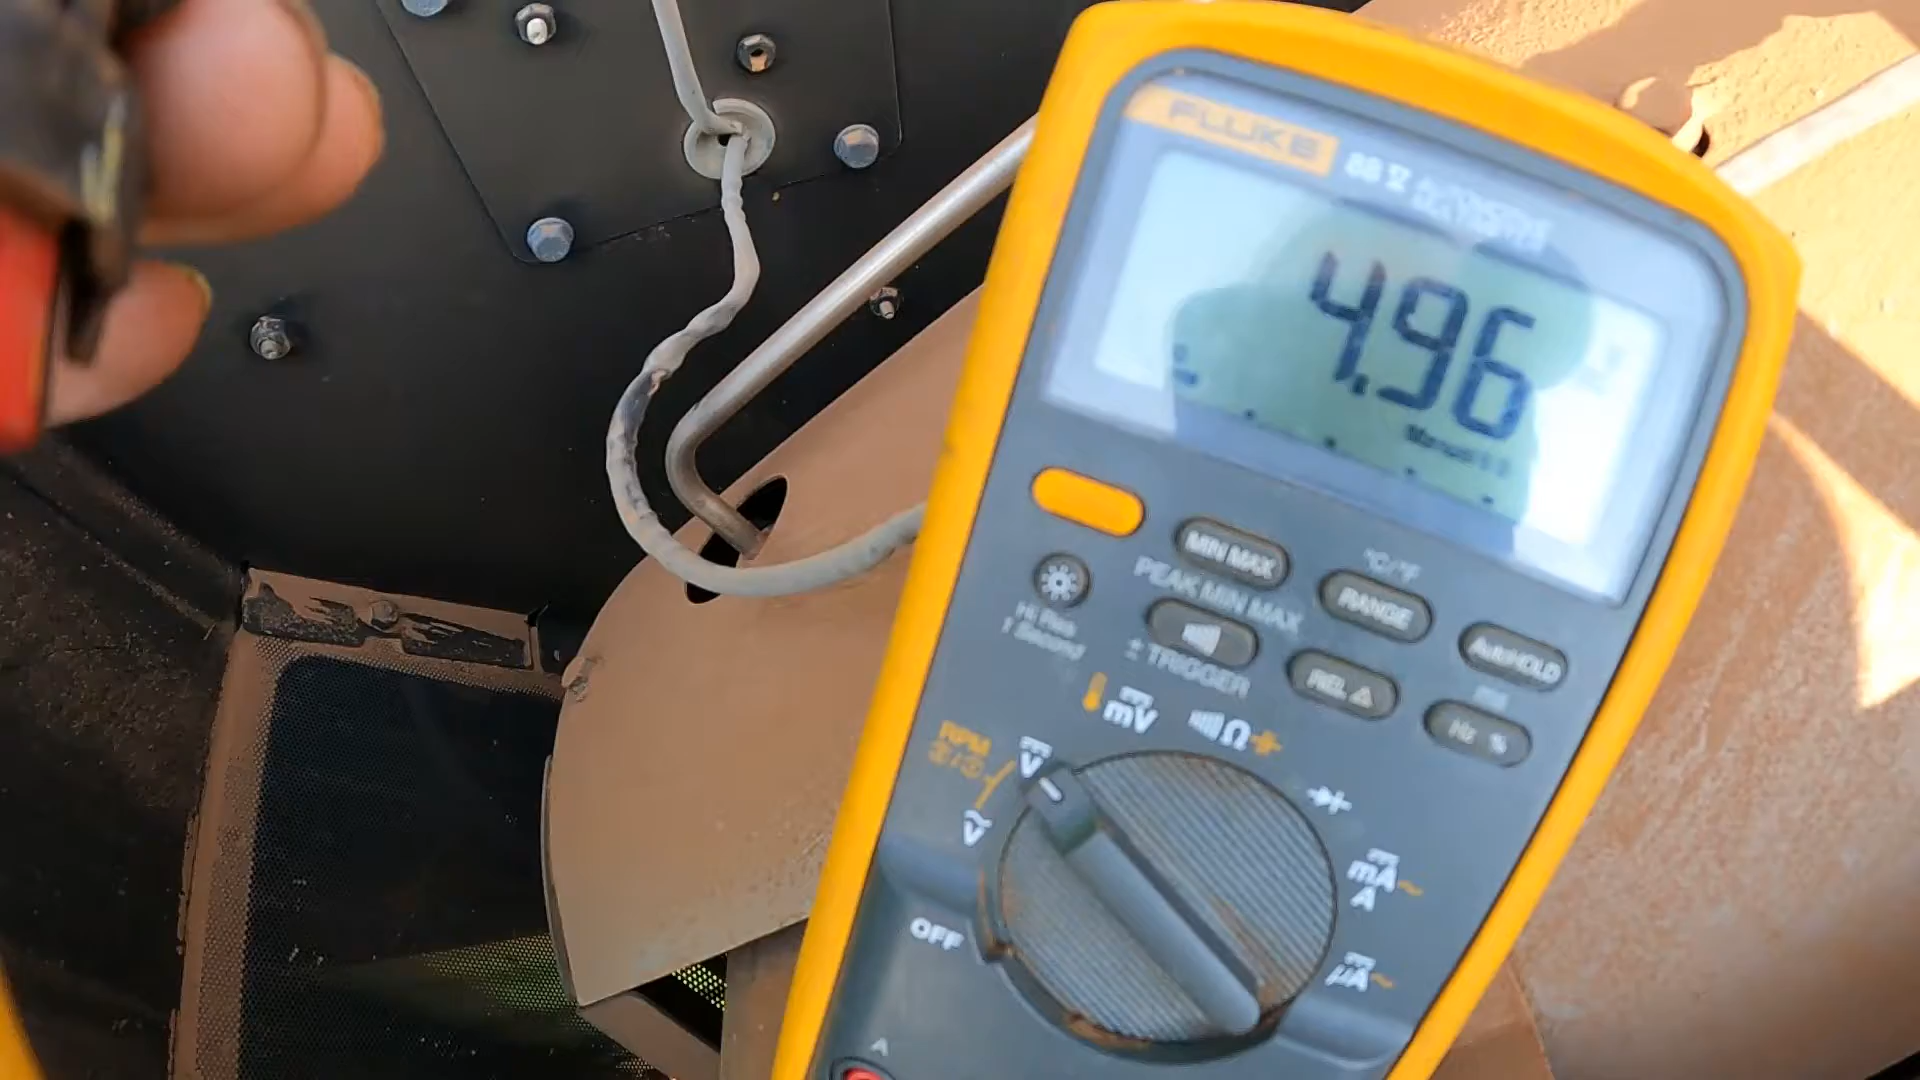 FLUKE 88 V
4.96
MIN MAX
°C/°F
PEAK MIN MAX
RANGE
AutoHOLD
Hi Res
1 Second
± TRIGGER
REL △
Hz %
mV
Ω
RPM
V
V
mA
A
OFF
µA
A